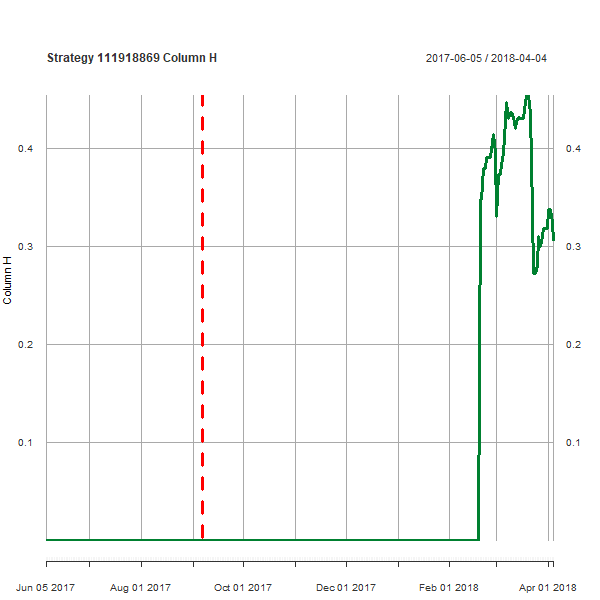 Strategy 111918869 Column H
2017-06-05 / 2018-04-04
0.4
0.4
0.3
0.3
Column H
0.2
0.2
0.1
0.1
Jun 05 2017
Aug 01 2017
Oct 01 2017
Dec 01 2017
Feb 01 2018
Apr 01 2018